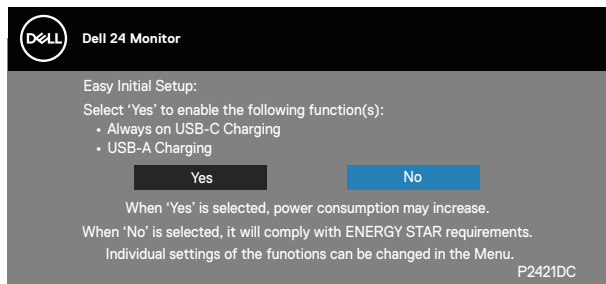 DELL
Dell 24 Monitor
Easy Initial Setup:
Select ‘Yes’ to enable the following function(s):
• Always on USB-C Charging
• USB-A Charging
Yes No
When ‘Yes’ is selected, power consumption may increase.
When ‘No’ is selected, it will comply with ENERGY STAR requirements.
Individual settings of the funotions can be changed in the Menu.
P2421DC